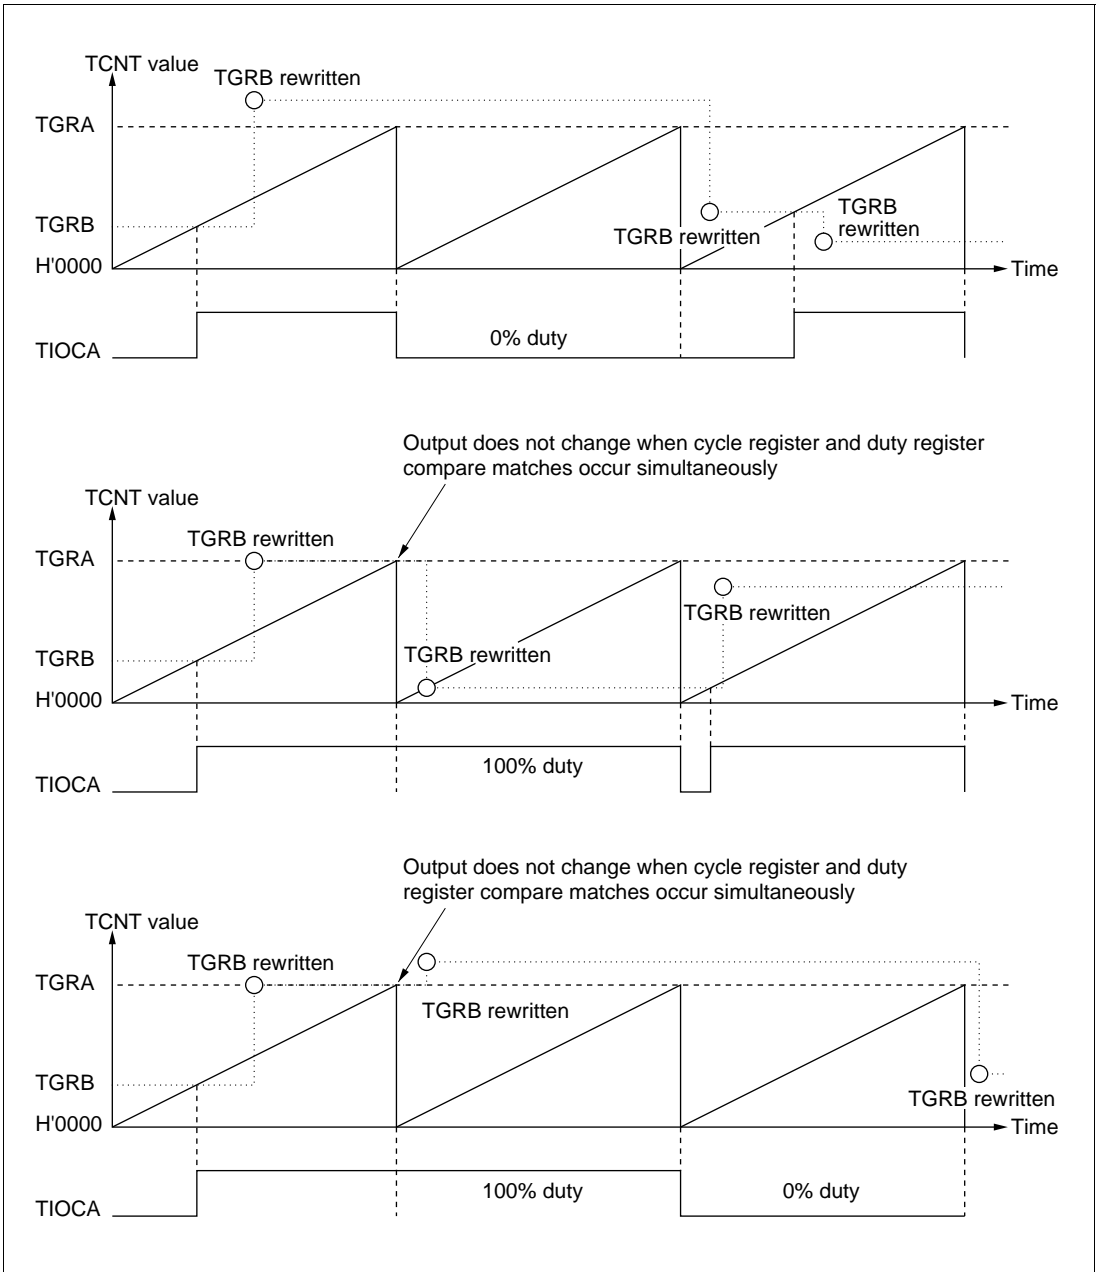 TCNT value
TGRB rewritten
TGRA
TGRB
TGRB
rewritten
TGRB rewritten
H'0000
Time
0% duty
TIOCA
Output does not change when cycle register and duty register
compare matches occur simultaneously
TCNT value
TGRB rewritten
TGRA
TGRB rewritten
TGRB
TGRB rewritten
H'0000
Time
100% duty
TIOCA
Output does not change when cycle register and duty
register compare matches occur simultaneously
TCNT value
TGRB rewritten
TGRA
TGRB rewritten
TGRB
TGRB rewritten
H'0000
Time
100% duty
0% duty
TIOCA